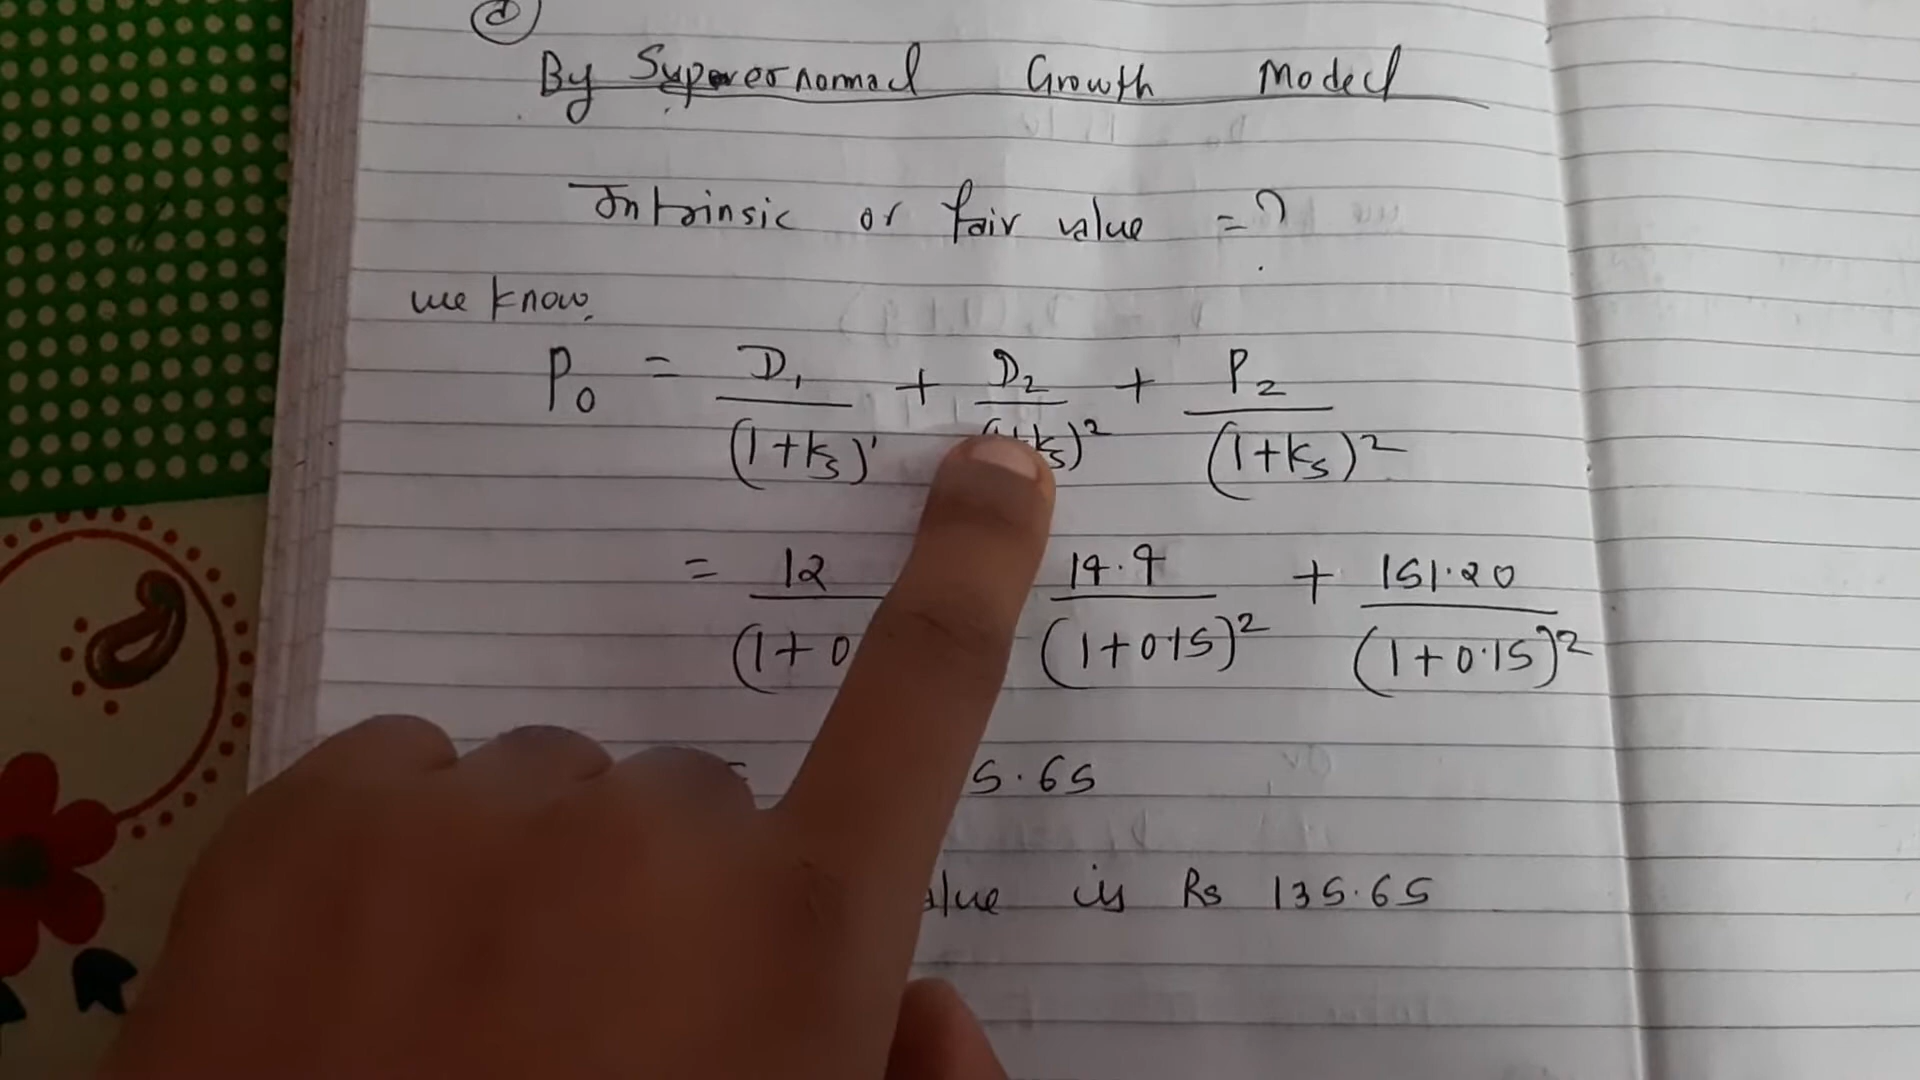 d
By Supernormal Growth Model
Intrinsic or fair value = ?
we know,
P₀ = D₁/(1+ks)¹ + D₂/(1+ks)² + P₂/(1+ks)²
= 12/(1+0 14.4/(1+0.15)² + 151.20/(1+0.15)²
= 5.65
value is Rs 135.65